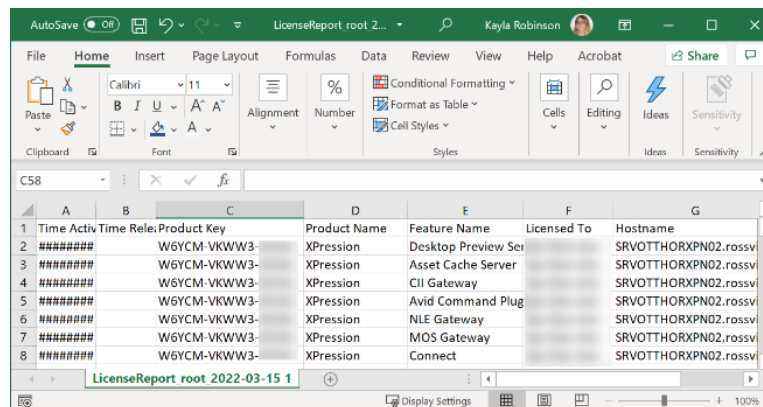 AutoSave Off LicenseReport_root_2... Kayla Robinson
File Home Insert Page Layout Formulas Data Review View Help Acrobat Share
Calibri 11
Paste B I U A A Alignment % Number Conditional Formatting Cells Editing Ideas Sensitivity
Format as Table
A Cell Styles
Clipboard Font Styles Ideas Sensitivity
C58 fx
A B C D E F G
1 Time Activ Time Relea Product Key Product Name Feature Name Licensed To Hostname
2 ######## W6YCM-VKWW3- XPression Desktop Preview Ser SRVOTTHORXPN02.rossvi
3 ######## W6YCM-VKWW3- XPression Asset Cache Server SRVOTTHORXPN02.rossvi
4 ######## W6YCM-VKWW3- XPression CII Gateway SRVOTTHORXPN02.rossvi
5 ######## W6YCM-VKWW3- XPression Avid Command Plug SRVOTTHORXPN02.rossvi
6 ######## W6YCM-VKWW3- XPression NLE Gateway SRVOTTHORXPN02.rossvi
7 ######## W6YCM-VKWW3- XPression MOS Gateway SRVOTTHORXPN02.rossvi
8 ######## W6YCM-VKWW3- XPression Connect SRVOTTHORXPN02.rossvi
LicenseReport_root_2022-03-15 1
Display Settings 100%